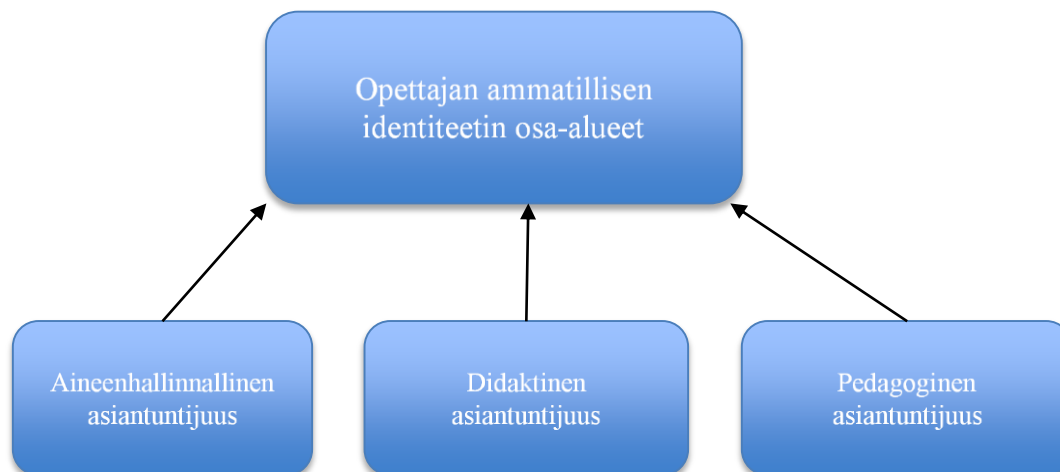 Opettajan ammatillisen
identiteetin osa-alueet
Aineenhallinnallinen
asiantuntijuus
Didaktinen
asiantuntijuus
Pedagoginen
asiantuntijuus